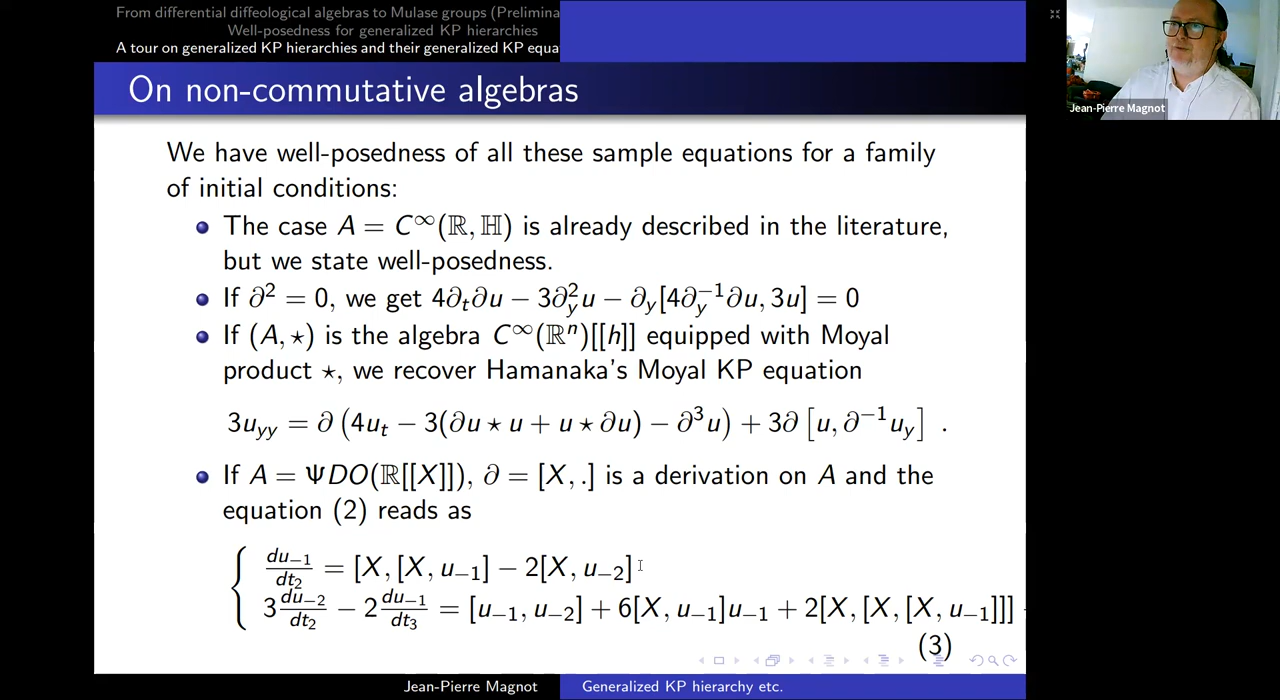 From differential diffeological algebras to Mulase groups (Prelimina
Well-posedness for generalized KP hierarchies
A tour on generalized KP hierarchies and their generalized KP equa
On non-commutative algebras
Jean-Pierre Magnot
We have well-posedness of all these sample equations for a family
of initial conditions:
The case A = C^∞(ℝ, ℍ) is already described in the literature,
but we state well-posedness.
If ∂² = 0, we get 4∂_t∂u − 3∂_y²u − ∂_y[4∂_y^{−1}∂u, 3u] = 0
If (A, ⋆) is the algebra C^∞(ℝⁿ)[[h]] equipped with Moyal
product ⋆, we recover Hamanaka's Moyal KP equation
3u_{yy} = ∂ (4u_t − 3(∂u ⋆ u + u ⋆ ∂u) − ∂³u) + 3∂ [u, ∂^{−1}u_y] .
If A = ΨDO(ℝ[[X]]), ∂ = [X, .] is a derivation on A and the
equation (2) reads as
{ du_{−1}/dt_2 = [X, [X, u_{−1}] − 2[X, u_{−2}]
3 du_{−2}/dt_2 − 2 du_{−1}/dt_3 = [u_{−1}, u_{−2}] + 6[X, u_{−1}]u_{−1} + 2[X, [X, [X, u_{−1}]]]
(3)
Jean-Pierre Magnot
Generalized KP hierarchy etc.